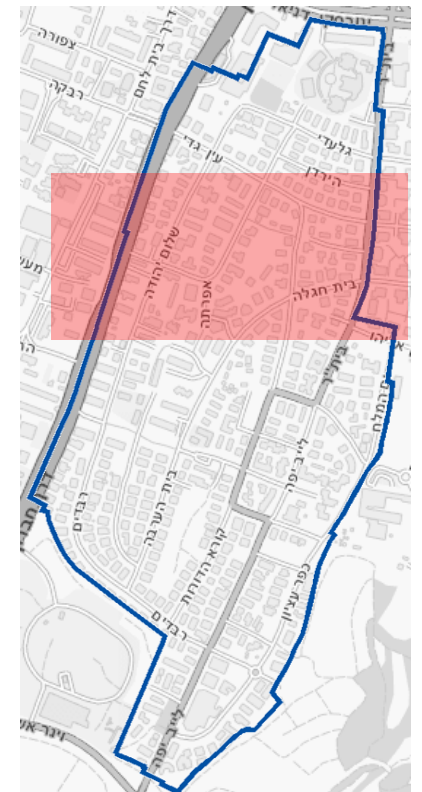 דרך בית לחם
צפורה
רבקה
עין גדי
גלעדי
הירדן
שלום יהודה
אפרתה
בית חגלה
בית"ר
לייב יפה
רבדים
בית הערבה
קורא הדורות
כפר עציון
רבדים
לייב יפה